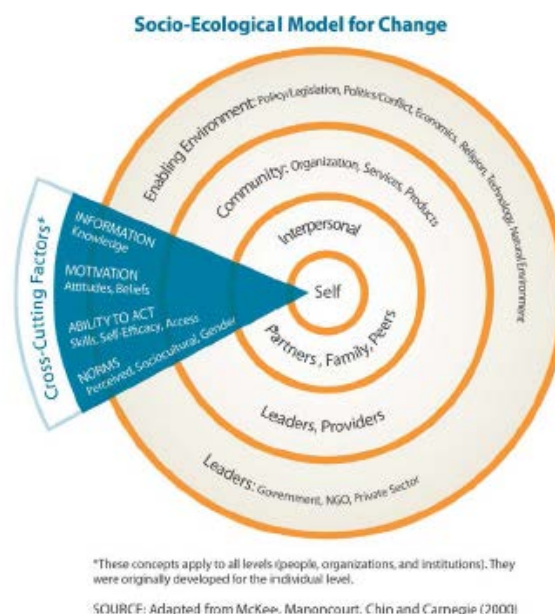 Socio-Ecological Model for Change
Enabling Environment: Policy/Legislation, Politics/Conflict, Economics, Religion, Technology, Natural Environment
Community: Organization, Services, Products
Interpersonal
Self
Partners, Family, Peers
Leaders, Providers
Leaders: Government, NGO, Private Sector
Cross-Cutting Factors*
INFORMATION
Knowledge
MOTIVATION
Attitudes, Beliefs
ABILITY TO ACT
Skills, Self-Efficacy, Access
NORMS
Perceived, Sociocultural, Gender
*These concepts apply to all levels (people, organizations, and institutions). They
were originally developed for the individual level.
SOURCE: Adapted from McKee, Manoncourt, Chin and Carnegie (2000)